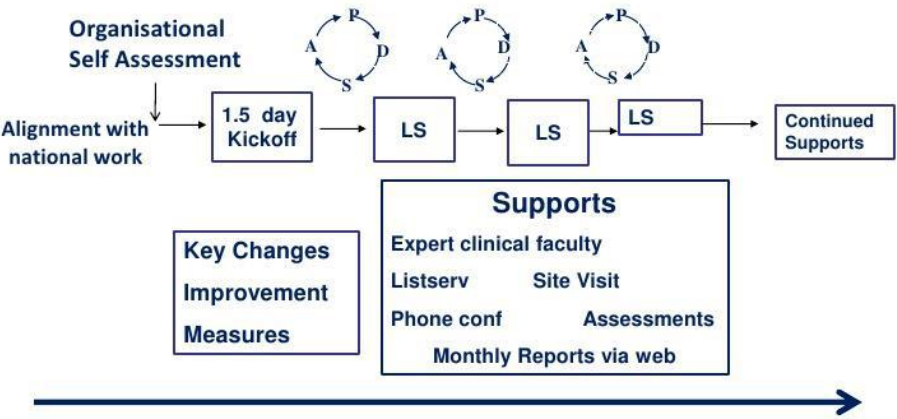 Organisational
Self Assessment
Alignment with
national work
1.5 day
Kickoff
P
A D
S
P
A D
S
P
A D
S
LS
LS
LS
Continued
Supports
Key Changes
Improvement
Measures
Supports
Expert clinical faculty
Listserv Site Visit
Phone conf Assessments
Monthly Reports via web